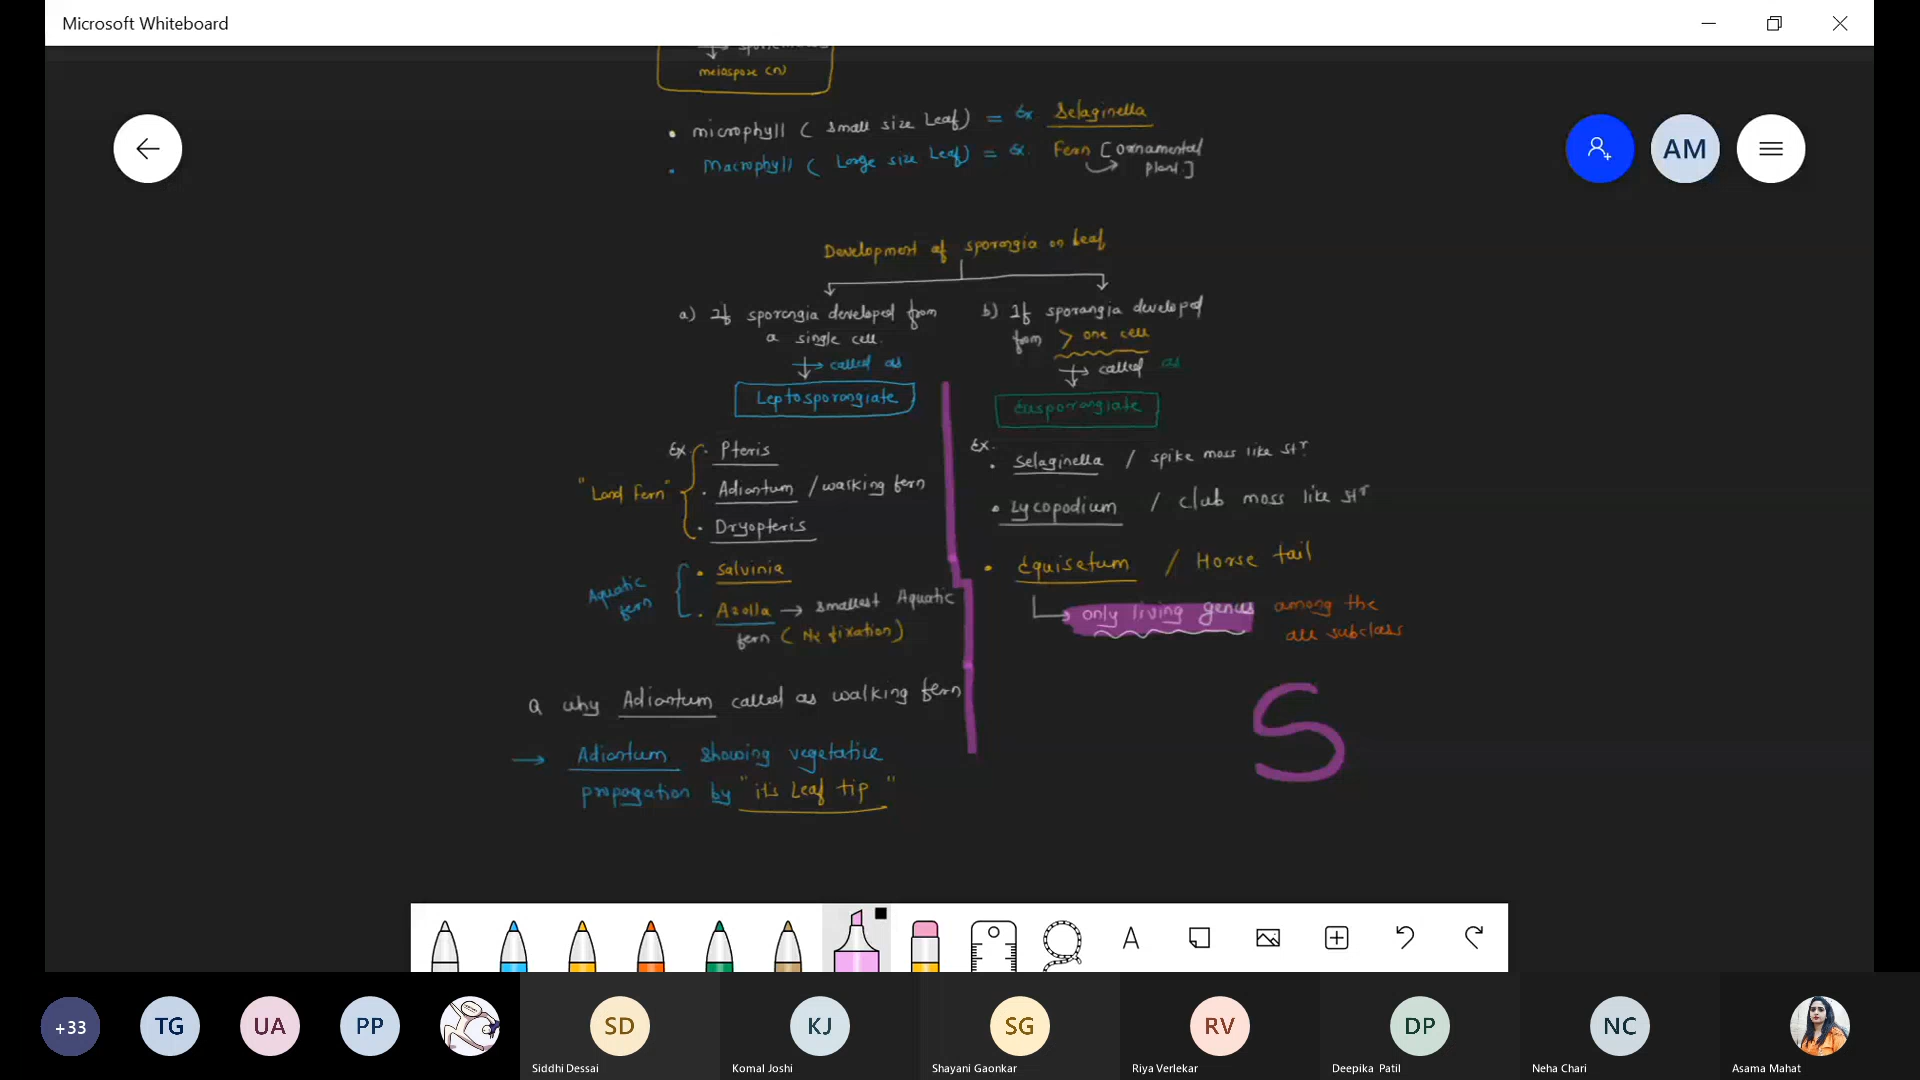 Microsoft Whiteboard
meiospore (n)
• microphyll ( small size Leaf) = Ex Selaginella
• Macrophyll ( Large size Leaf) = Ex Fern [ornamental
plant.]
AM
Development of sporangia on Leaf
a) If sporangia developed from
a single cell.
→ called as
Leptosporangiate
b) If sporangia developed
from > one cell
→ called as
Eusporangiate
Ex. • Pteris
"Land Fern"
• Adiantum / walking fern
• Dryopteris
Aquatic
fern
• Salvinia
• Azolla → smallest Aquatic
fern ( N2 fixation)
Ex.
• Selaginella / spike moss like str
• Lycopodium / club moss like str
• Equisetum / Horse tail
→ only living genus among the
all subclass
Q why Adiantum called as walking fern
→ Adiantum showing vegetative
propagation by "its Leaf tip"
S
+33
TG
UA
PP
SD
KJ
SG
RV
DP
NC
Siddhi Dessai
Komal Joshi
Shayani Gaonkar
Riya Verlekar
Deepika Patil
Neha Chari
Asama Mahat